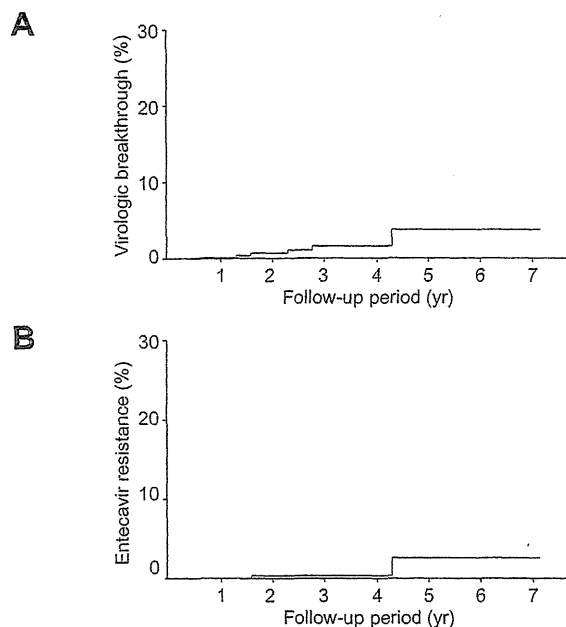 A
Virologic breakthrough (%)
30
20
10
0
1 2 3 4 5 6 7
Follow-up period (yr)
B
Entecavir resistance (%)
30
20
10
0
1 2 3 4 5 6 7
Follow-up period (yr)